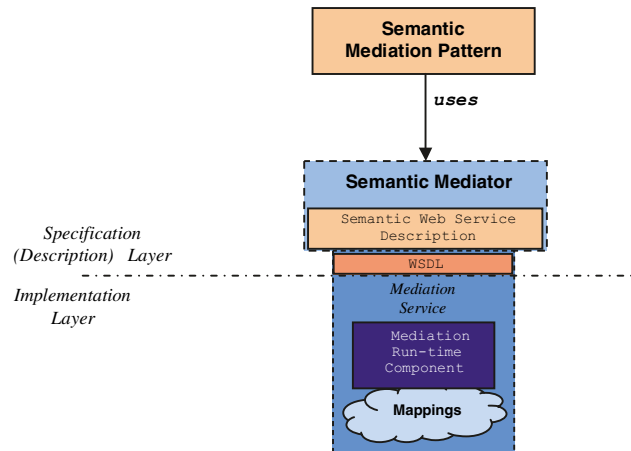 Semantic
Mediation Pattern
uses
Semantic Mediator
Semantic Web Service
Description
Specification
(Description) Layer
WSDL
Implementation
Layer
Mediation
Service
Mediation
Run-time
Component
Mappings